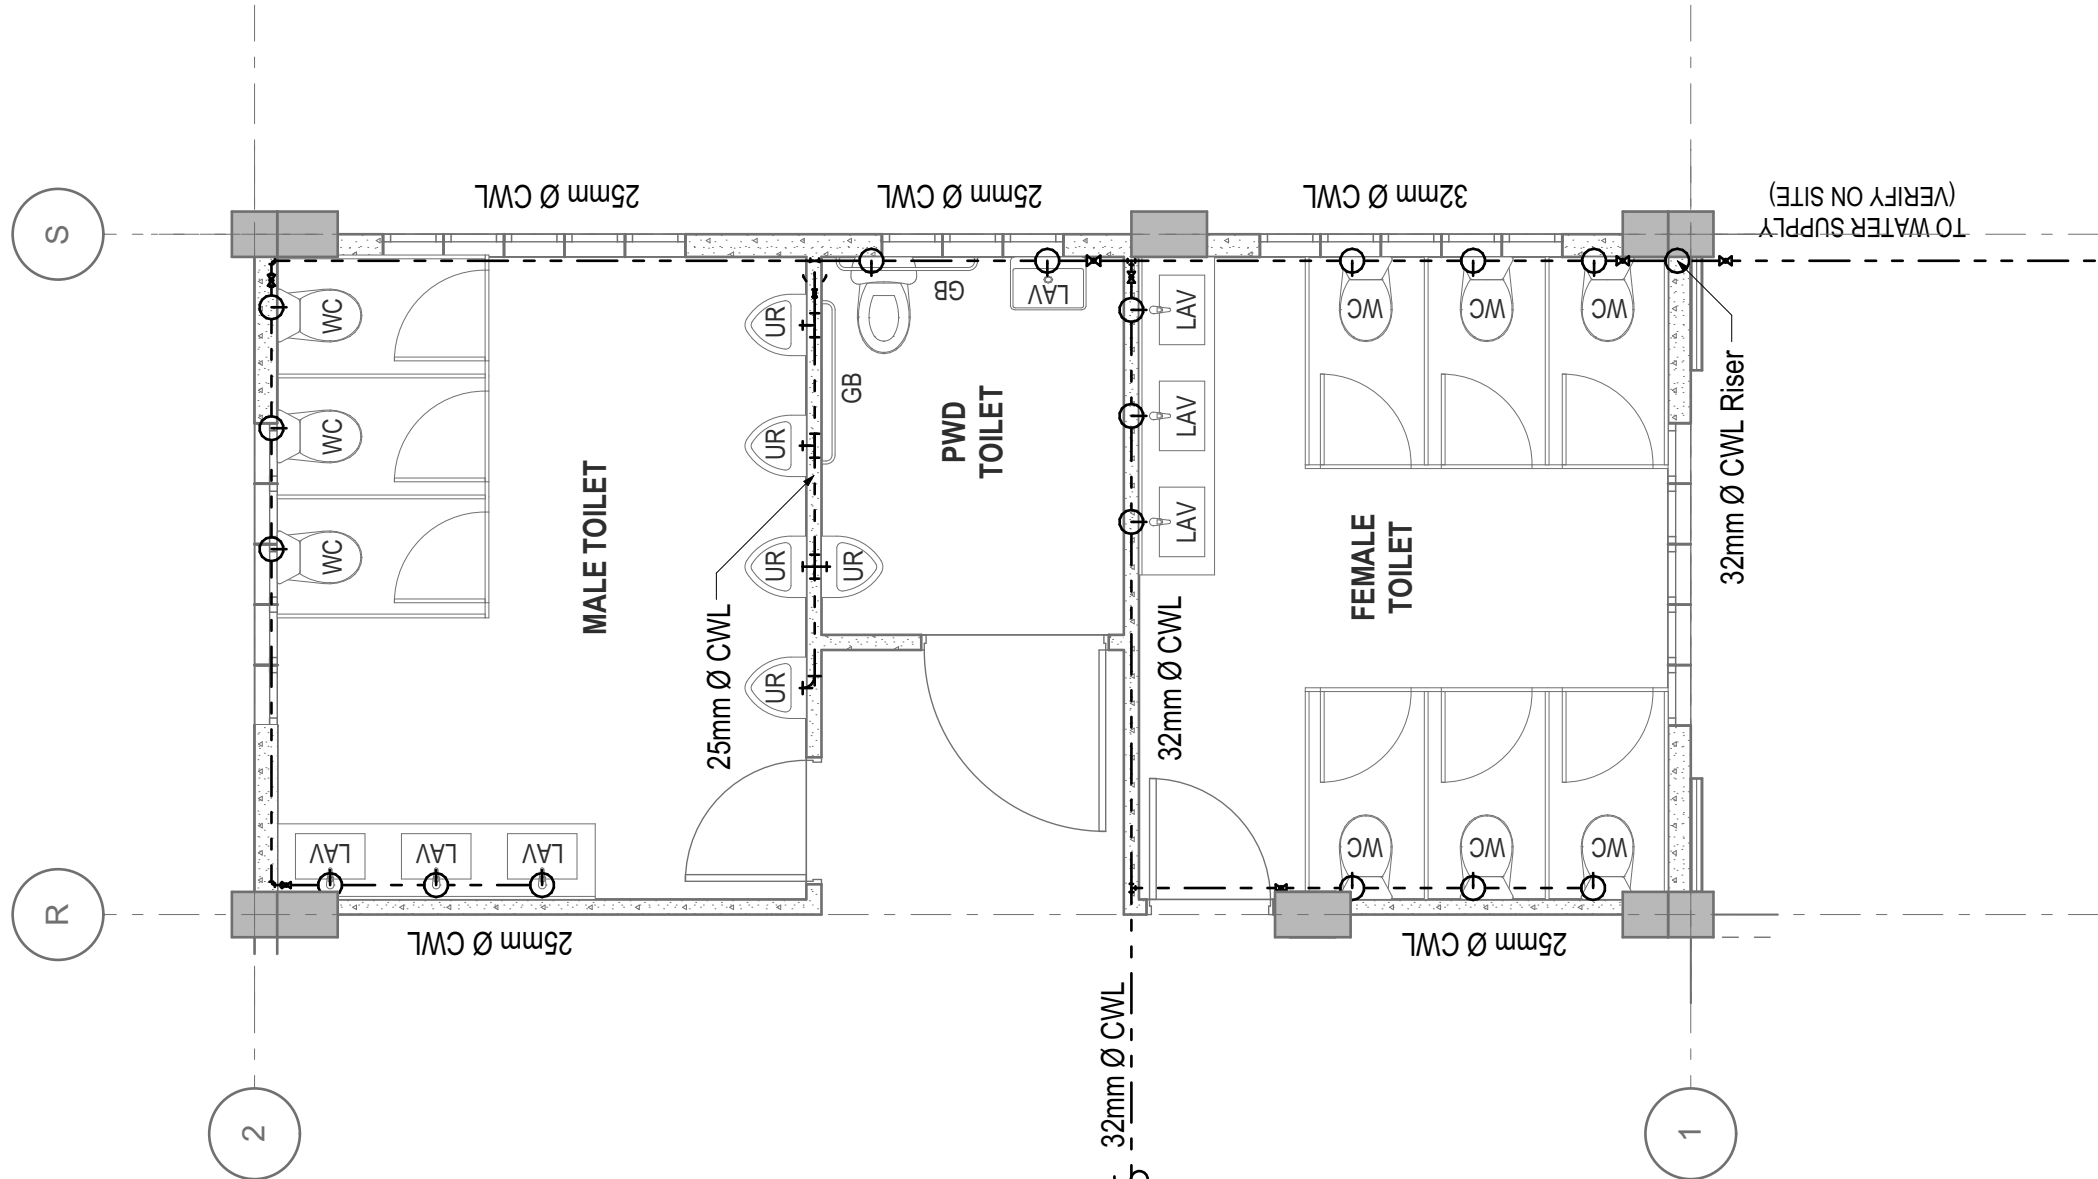 S
25mm Ø CWL
25mm Ø CWL
32mm Ø CWL
TO WATER SUPPLY
(VERIFY ON SITE)
WC
WC
WC
UR
UR
UR
UR
UR
GB
GB
LAV
LAV
LAV
LAV
WC
WC
WC
MALE TOILET
PWD
TOILET
FEMALE
TOILET
32mm Ø CWL Riser
25mm Ø CWL
32mm Ø CWL
LAV
LAV
LAV
WC
WC
WC
R
25mm Ø CWL
25mm Ø CWL
32mm Ø CWL
2
1